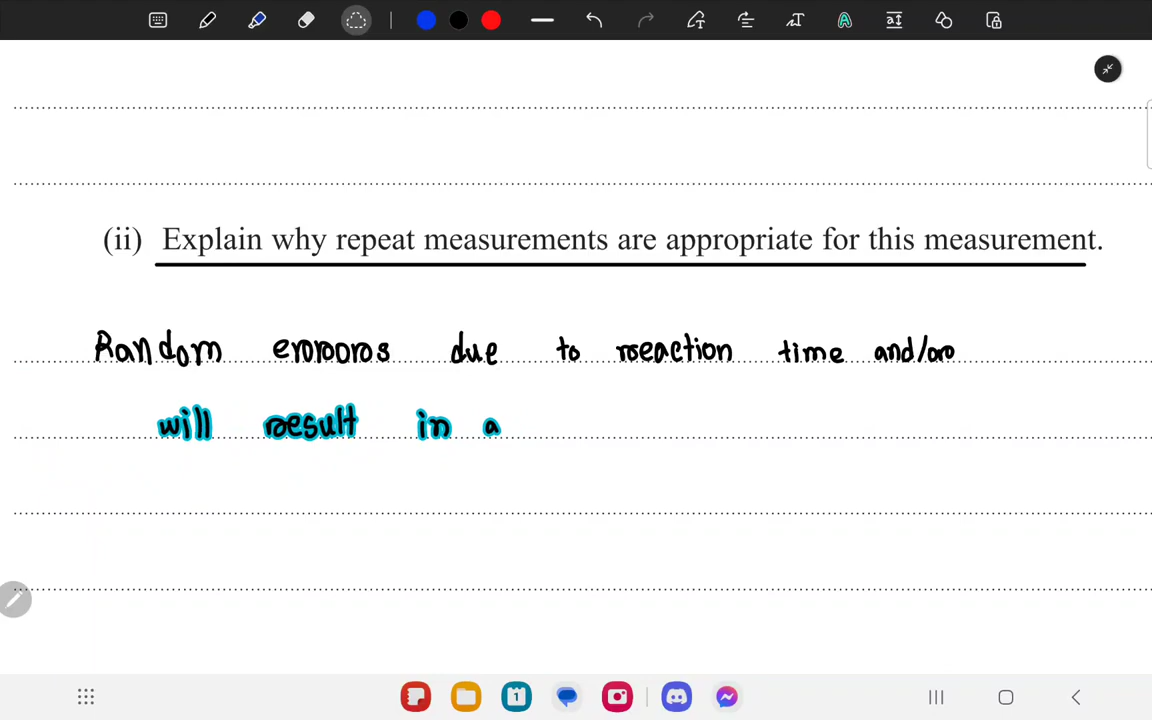 (ii) Explain why repeat measurements are appropriate for this measurement.
Random errors due to reaction time and/or
will result in a